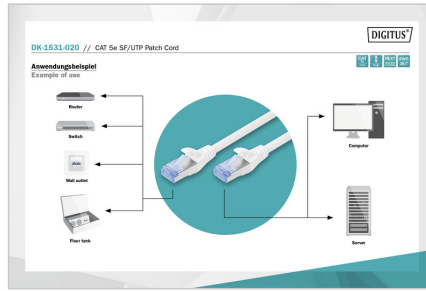 DIGITUS®
DK-1531-020 // CAT 5e SF/UTP Patch Cord
Anwendungsbeispiel
Example of use
Router
Switch
Wall outlet
Floor tank
Computer
Server